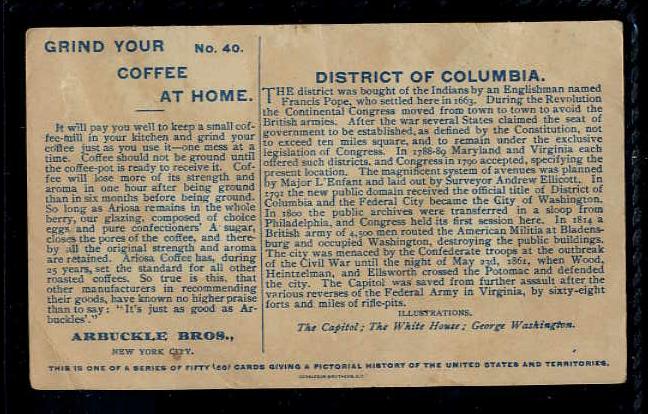 GRIND YOUR No. 40.
COFFEE
AT HOME.
It will pay you well to keep a small cof-
fee-mill in your kitchen and grind your
coffee just as you use it—one mess at a
time. Coffee should not be ground until
the coffee-pot is ready to receive it. Cof-
fee will lose more of its strength and
aroma in one hour after being ground
than in six months before being ground.
So long as Ariosa remains in the whole
berry, our glazing, composed of choice
eggs and pure confectioners' A sugar,
closes the pores of the coffee, and there-
by all the original strength and aroma
are retained. Ariosa Coffee has, during
25 years, set the standard for all other
roasted coffees. So true is this, that
other manufacturers in recommending
their goods, have known no higher praise
than to say: "It's just as good as Ar-
buckles'."
ARBUCKLE BROS.,
NEW YORK CITY.
DISTRICT OF COLUMBIA.
THE district was bought of the Indians by an Englishman named
Francis Pope, who settled here in 1663. During the Revolution
the Continental Congress moved from town to town to avoid the
British armies. After the war several States claimed the seat of
government to be established, as defined by the Constitution, not
to exceed ten miles square, and to remain under the exclusive
legislation of Congress. In 1788-89 Maryland and Virginia each
offered such districts, and Congress in 1790 accepted, specifying the
present location. The magnificent system of avenues was planned
by Major L'Enfant and laid out by Surveyor Andrew Ellicott. In
1791 the new public domain received the official title of District of
Columbia and the Federal City became the City of Washington.
In 1800 the public archives were transferred in a sloop from
Philadelphia, and Congress held its first session here. In 1814 a
British army of 4,500 men routed the American Militia at Bladens-
burg and occupied Washington, destroying the public buildings.
The city was menaced by the Confederate troops at the outbreak
of the Civil War until the night of May 23d, 1861, when Wood,
Heintzelman, and Ellsworth crossed the Potomac and defended
the city. The Capitol was saved from further assault after the
various reverses of the Federal Army in Virginia, by sixty-eight
forts and miles of rifle-pits.
ILLUSTRATIONS.
The Capitol; The White House; George Washington.
THIS IS ONE OF A SERIES OF FIFTY (50) CARDS GIVING A PICTORIAL HISTORY OF THE UNITED STATES AND TERRITORIES.